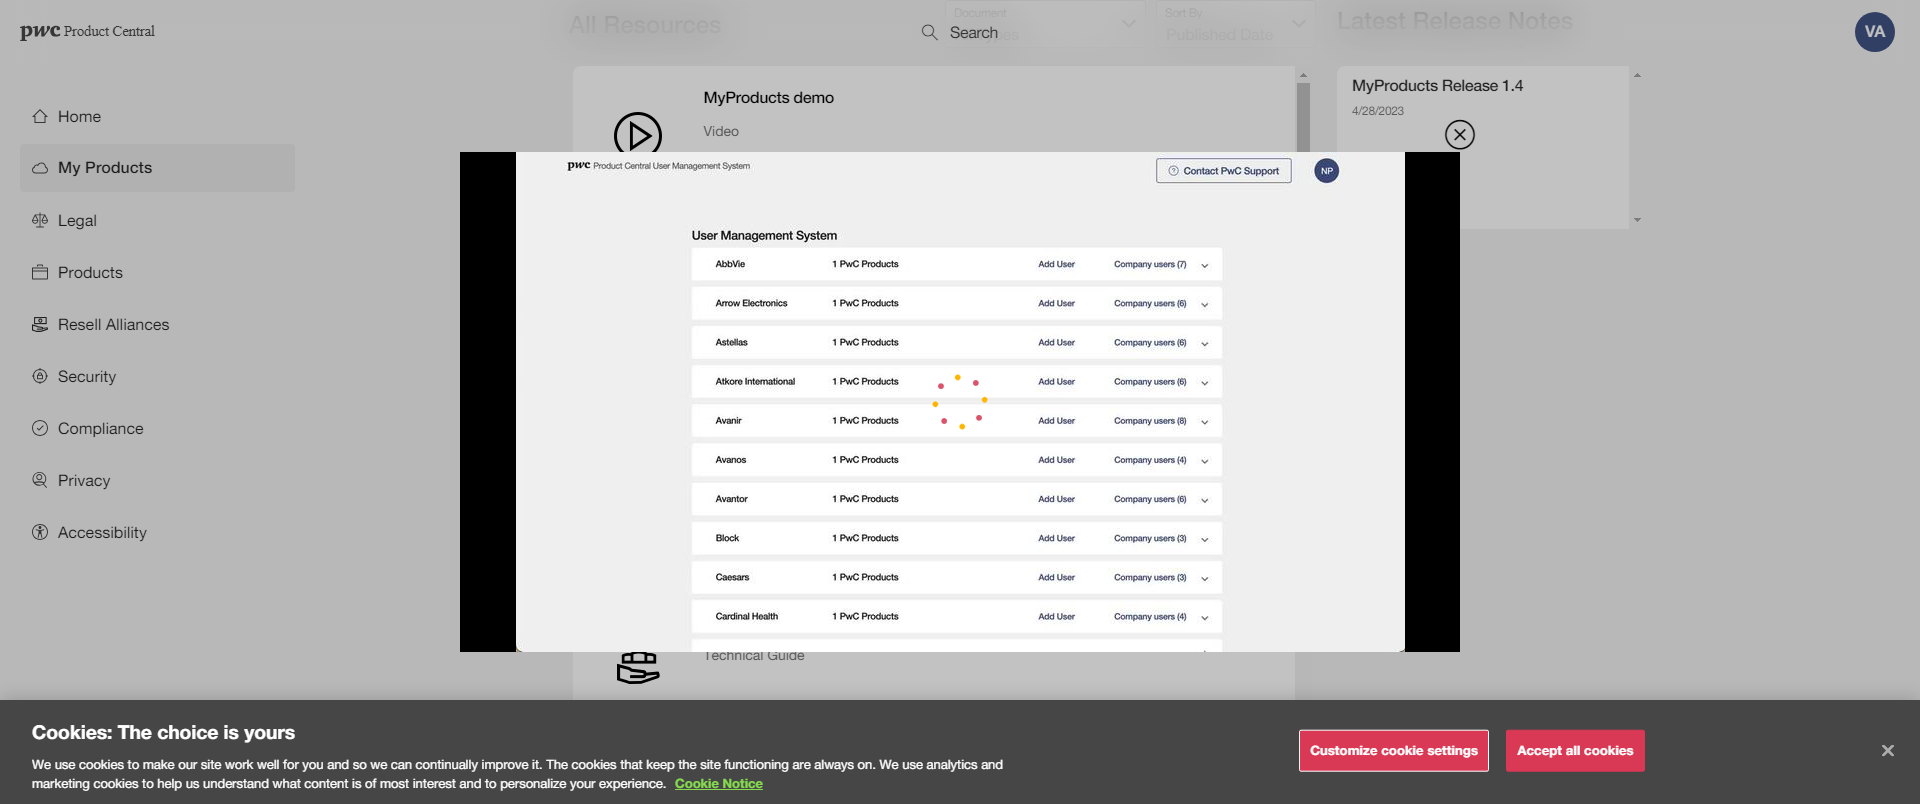 pwc Product Central
All Resources
Document
Types
Sort By
Published Date
Latest Release Notes
Search
VA
Home
My Products
Legal
Products
Resell Alliances
Security
Compliance
Privacy
Accessibility
MyProducts demo
Video
MyProducts Release 1.4
4/28/2023
pwc Product Central User Management System
Contact PwC Support
NP
User Management System
AbbVie 1 PwC Products Add User Company users (7)
Arrow Electronics 1 PwC Products Add User Company users (6)
Astellas 1 PwC Products Add User Company users (6)
Atkore International 1 PwC Products Add User Company users (6)
Avanir 1 PwC Products Add User Company users (8)
Avanos 1 PwC Products Add User Company users (4)
Avantor 1 PwC Products Add User Company users (6)
Block 1 PwC Products Add User Company users (3)
Caesars 1 PwC Products Add User Company users (3)
Cardinal Health 1 PwC Products Add User Company users (4)
Technical Guide
Cookies: The choice is yours
We use cookies to make our site work well for you and so we can continually improve it. The cookies that keep the site functioning are always on. We use analytics and
marketing cookies to help us understand what content is of most interest and to personalize your experience. Cookie Notice
Customize cookie settings
Accept all cookies